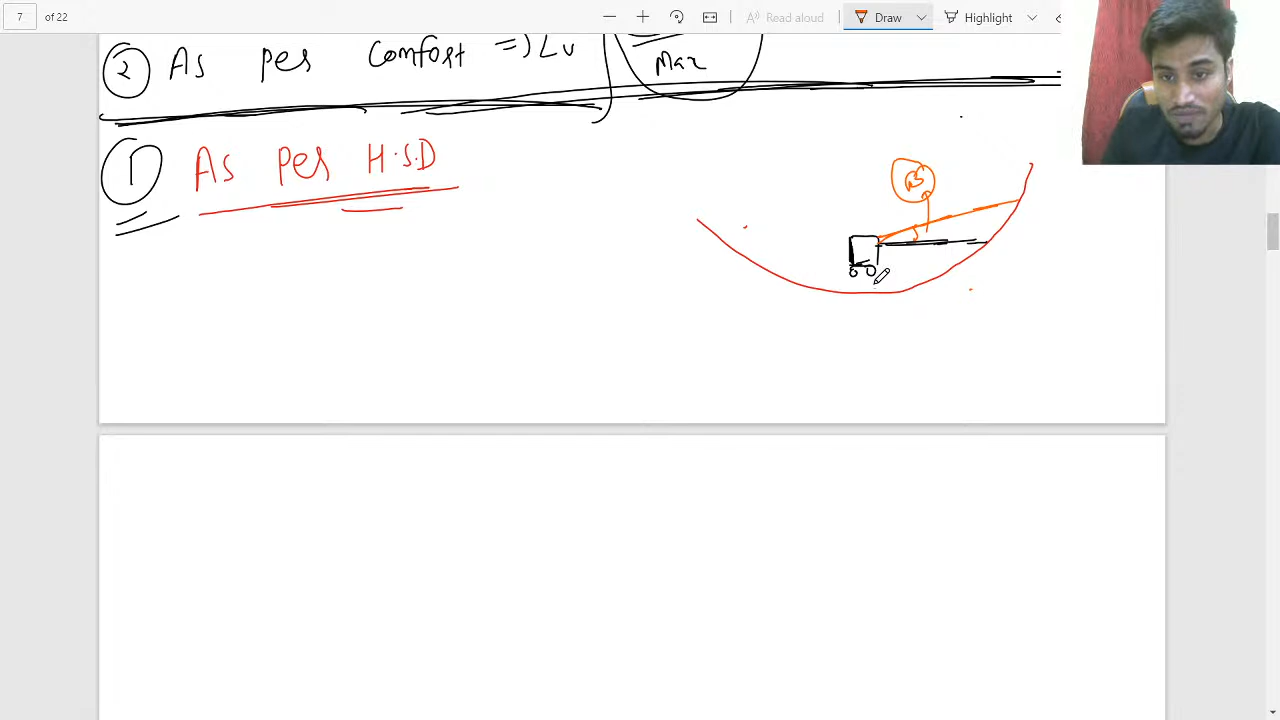 7 of 22 Read aloud Draw Highlight
② As per Comfort => Lv
Max
① As per H.S.D